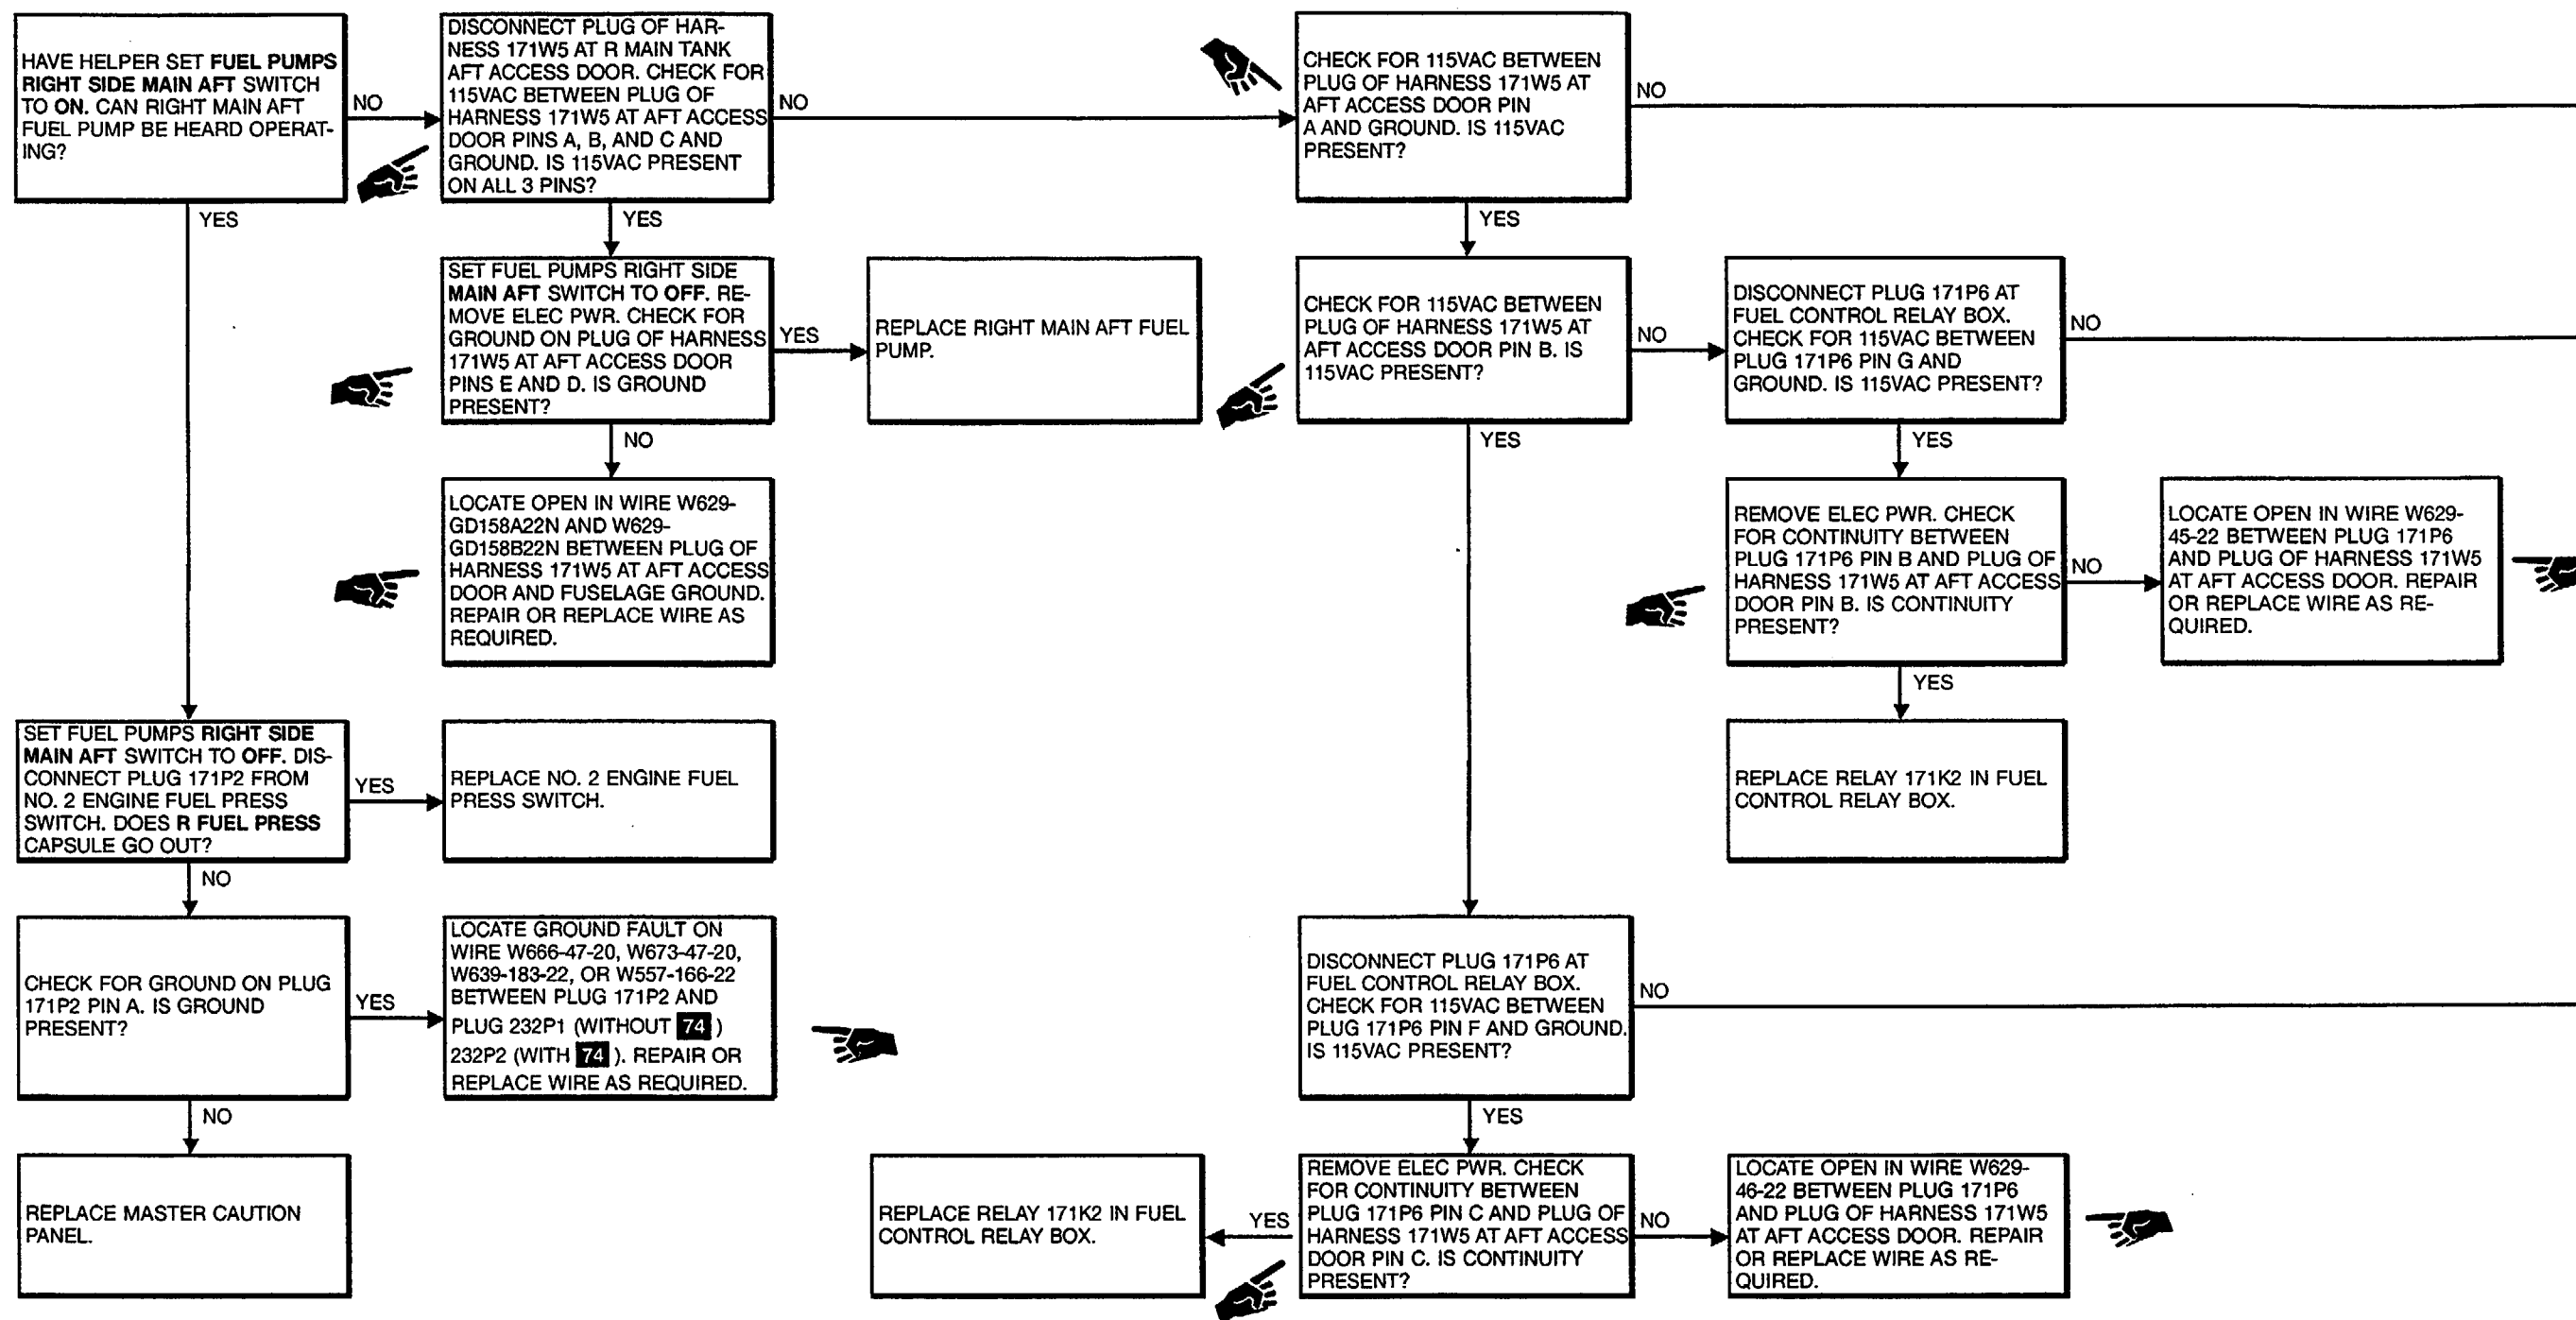 HAVE HELPER SET FUEL PUMPS
RIGHT SIDE MAIN AFT SWITCH
TO ON. CAN RIGHT MAIN AFT
FUEL PUMP BE HEARD OPERAT-
ING?
NO
YES
DISCONNECT PLUG OF HAR-
NESS 171W5 AT R MAIN TANK
AFT ACCESS DOOR. CHECK FOR
115VAC BETWEEN PLUG OF
HARNESS 171W5 AT AFT ACCESS
DOOR PINS A, B, AND C AND
GROUND. IS 115VAC PRESENT
ON ALL 3 PINS?
NO
YES
CHECK FOR 115VAC BETWEEN
PLUG OF HARNESS 171W5 AT
AFT ACCESS DOOR PIN
A AND GROUND. IS 115VAC
PRESENT?
NO
YES
SET FUEL PUMPS RIGHT SIDE
MAIN AFT SWITCH TO OFF. RE-
MOVE ELEC PWR. CHECK FOR
GROUND ON PLUG OF HARNESS
171W5 AT AFT ACCESS DOOR
PINS E AND D. IS GROUND
PRESENT?
YES
NO
REPLACE RIGHT MAIN AFT FUEL
PUMP.
CHECK FOR 115VAC BETWEEN
PLUG OF HARNESS 171W5 AT
AFT ACCESS DOOR PIN B. IS
115VAC PRESENT?
NO
YES
DISCONNECT PLUG 171P6 AT
FUEL CONTROL RELAY BOX.
CHECK FOR 115VAC BETWEEN
PLUG 171P6 PIN G AND
GROUND. IS 115VAC PRESENT?
NO
YES
LOCATE OPEN IN WIRE W629-
GD158A22N AND W629-
GD158B22N BETWEEN PLUG OF
HARNESS 171W5 AT AFT ACCESS
DOOR AND FUSELAGE GROUND.
REPAIR OR REPLACE WIRE AS
REQUIRED.
REMOVE ELEC PWR. CHECK
FOR CONTINUITY BETWEEN
PLUG 171P6 PIN B AND PLUG OF
HARNESS 171W5 AT AFT ACCESS
DOOR PIN B. IS CONTINUITY
PRESENT?
NO
YES
LOCATE OPEN IN WIRE W629-
45-22 BETWEEN PLUG 171P6
AND PLUG OF HARNESS 171W5
AT AFT ACCESS DOOR. REPAIR
OR REPLACE WIRE AS RE-
QUIRED.
SET FUEL PUMPS RIGHT SIDE
MAIN AFT SWITCH TO OFF. DIS-
CONNECT PLUG 171P2 FROM
NO. 2 ENGINE FUEL PRESS
SWITCH. DOES R FUEL PRESS
CAPSULE GO OUT?
YES
NO
REPLACE NO. 2 ENGINE FUEL
PRESS SWITCH.
REPLACE RELAY 171K2 IN FUEL
CONTROL RELAY BOX.
CHECK FOR GROUND ON PLUG
171P2 PIN A. IS GROUND
PRESENT?
YES
NO
LOCATE GROUND FAULT ON
WIRE W666-47-20, W673-47-20,
W639-183-22, OR W557-166-22
BETWEEN PLUG 171P2 AND
PLUG 232P1 (WITHOUT 74 )
232P2 (WITH 74 ). REPAIR OR
REPLACE WIRE AS REQUIRED.
DISCONNECT PLUG 171P6 AT
FUEL CONTROL RELAY BOX.
CHECK FOR 115VAC BETWEEN
PLUG 171P6 PIN F AND GROUND.
IS 115VAC PRESENT?
NO
YES
REPLACE MASTER CAUTION
PANEL.
REPLACE RELAY 171K2 IN FUEL
CONTROL RELAY BOX.
YES
REMOVE ELEC PWR. CHECK
FOR CONTINUITY BETWEEN
PLUG 171P6 PIN C AND PLUG OF
HARNESS 171W5 AT AFT ACCESS
DOOR PIN C. IS CONTINUITY
PRESENT?
NO
LOCATE OPEN IN WIRE W629-
46-22 BETWEEN PLUG 171P6
AND PLUG OF HARNESS 171W5
AT AFT ACCESS DOOR. REPAIR
OR REPLACE WIRE AS RE-
QUIRED.